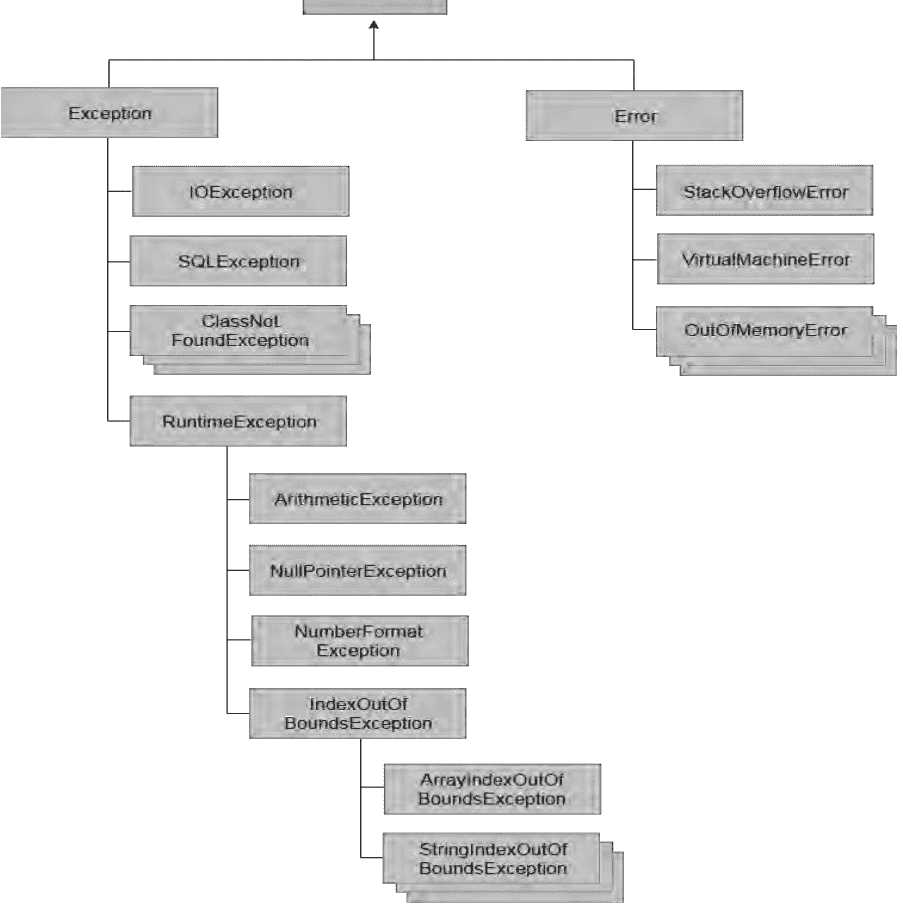 Exception
Error
IOException
StackOverflowError
SQLException
VirtualMachineError
ClassNot
FoundException
OutOfMemoryError
RuntimeException
ArithmeticException
NullPointerException
NumberFormat
Exception
IndexOutOf
BoundsException
ArrayIndexOutOf
BoundsException
StringIndexOutOf
BoundsException